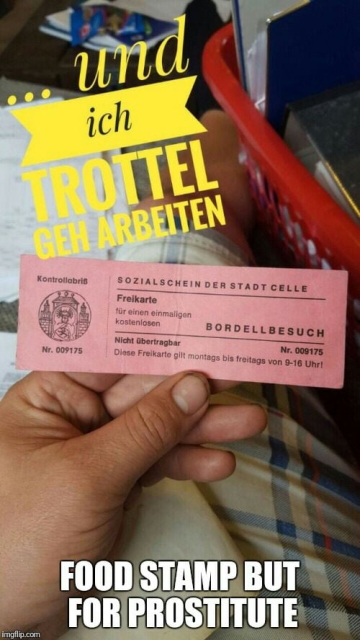 ... und
ich
TROTTEL
GEH ARBEITEN
Kontrollabriß
Nr. 009175
SOZIALSCHEIN DER STADT CELLE
Freikarte
für einen einmaligen
kostenlosen BORDELLBESUCH
Nicht übertragbar Nr. 009175
Diese Freikarte gilt montags bis freitags von 9-16 Uhr!
FOOD STAMP BUT
FOR PROSTITUTE
imgflip.com